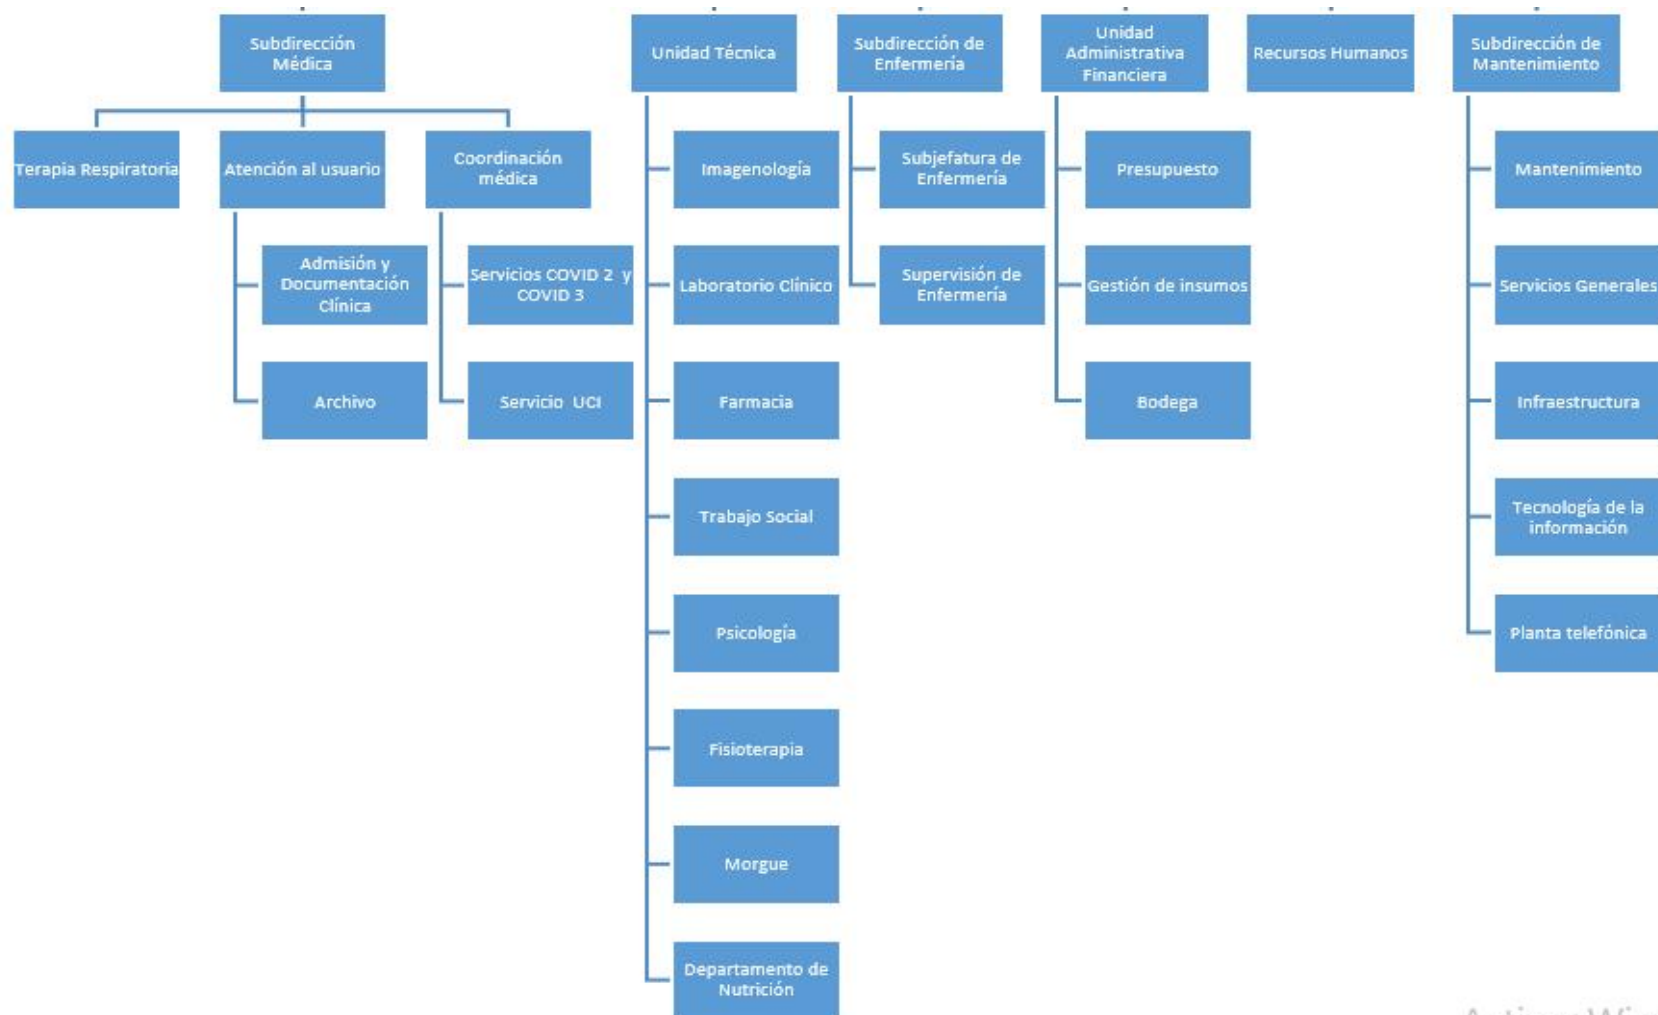 Subdirección
Médica
Unidad Técnica
Subdirección de
Enfermería
Unidad
Administrativa
Financiera
Recursos Humanos
Subdirección de
Mantenimiento
Terapia Respiratoria
Atención al usuario
Coordinación
médica
Imagenología
Subjefatura de
Enfermería
Presupuesto
Mantenimiento
Admisión y
Documentación
Clínica
Servicios COVID 2 y
COVID 3
Laboratorio Clínico
Supervisión de
Enfermería
Gestión de insumos
Servicios Generales
Archivo
Servicio UCI
Farmacia
Bodega
Infraestructura
Trabajo Social
Tecnología de la
información
Psicología
Planta telefónica
Fisioterapia
Morgue
Departamento de
Nutrición